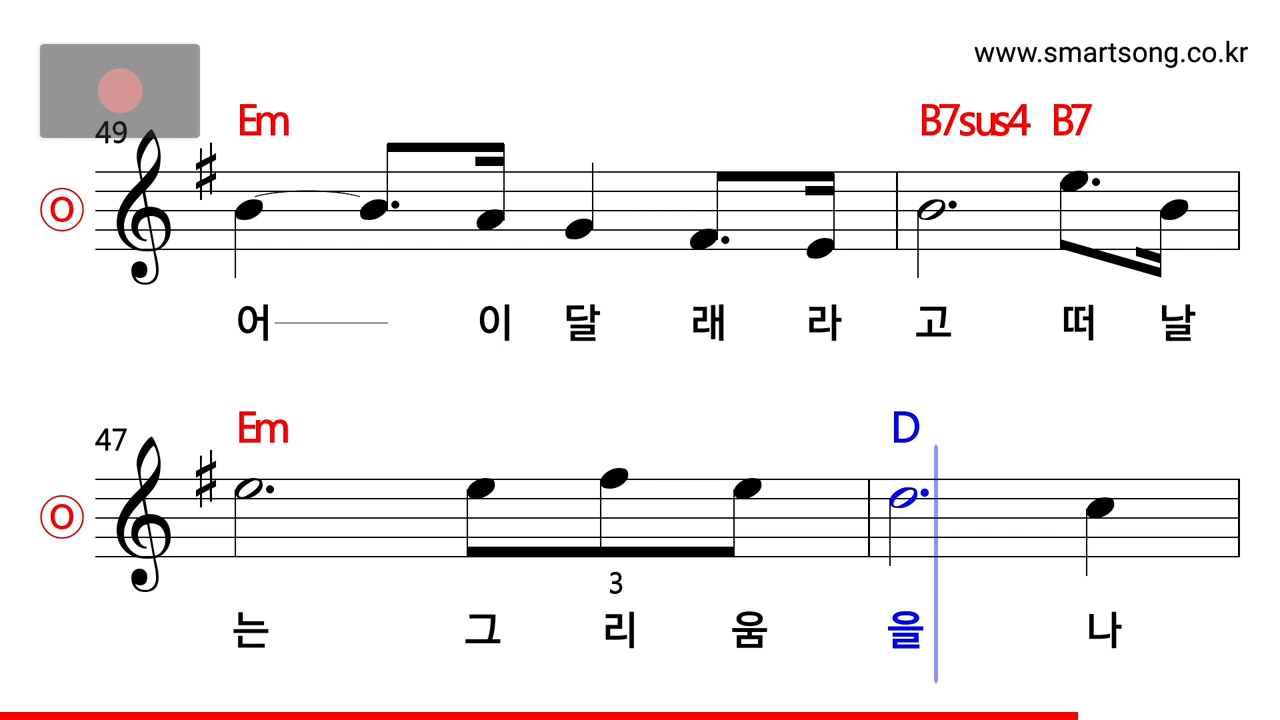 www.smartsong.co.kr
Em B7sus4 B7
49
O
어 이 달 래 라 고 떠 날
Em D
47
O
3
는 그 리 움 을 나